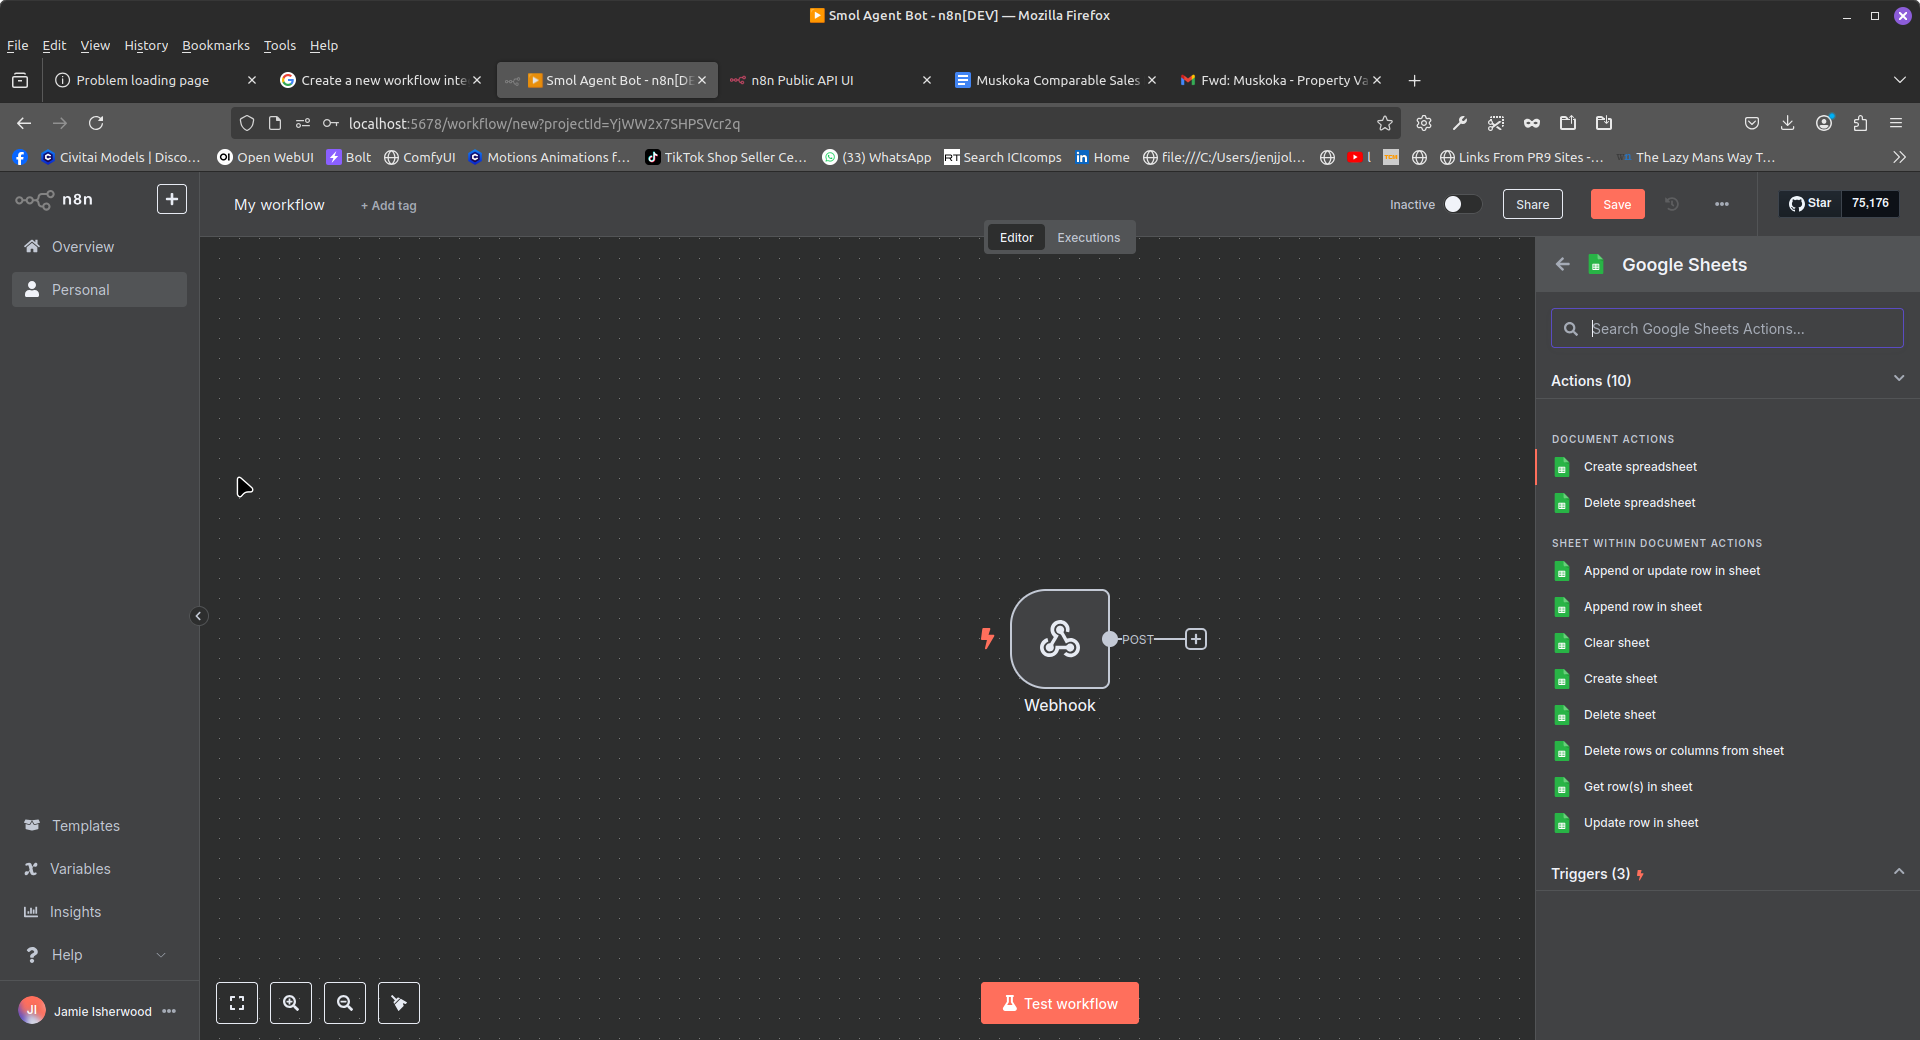 Smol Agent Bot - n8n[DEV] — Mozilla Firefox
File Edit View History Bookmarks Tools Help
Problem loading page
Create a new workflow inte
Smol Agent Bot - n8n[DE
n8n Public API UI
Muskoka Comparable Sales
Fwd: Muskoka - Property Va
localhost:5678/workflow/new?projectId=YjWW2x7SHPSVcr2q
Civitai Models | Disco…
OI Open WebUI
Bolt
ComfyUI
Motions Animations f…
TikTok Shop Seller Ce…
(33) WhatsApp
RT Search ICIcomps
in Home
file:///C:/Users/jenjjol…
l
Links From PR9 Sites -…
The Lazy Mans Way T…
n8n
My workflow
+ Add tag
Inactive
Share
Save
Star
75,176
Editor
Executions
Overview
Personal
Google Sheets
Search Google Sheets Actions...
Actions (10)
DOCUMENT ACTIONS
Create spreadsheet
Delete spreadsheet
SHEET WITHIN DOCUMENT ACTIONS
Append or update row in sheet
Append row in sheet
Clear sheet
Create sheet
Delete sheet
Delete rows or columns from sheet
Get row(s) in sheet
Update row in sheet
Triggers (3)
POST
Webhook
Templates
Variables
Insights
Help
JI
Jamie Isherwood
Test workflow